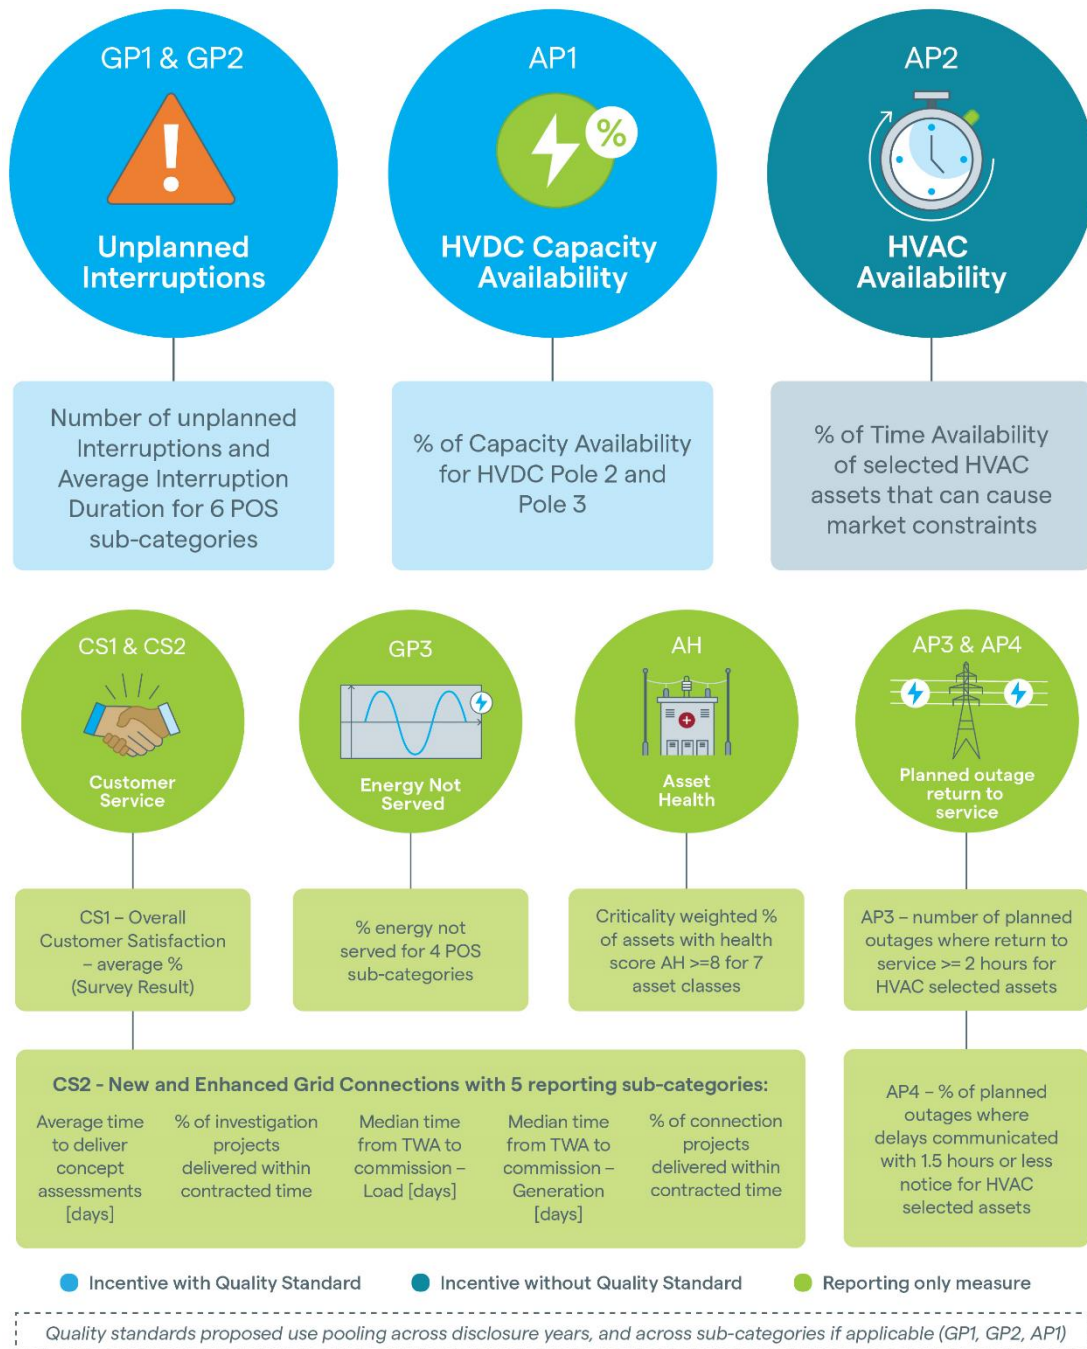 GP1 & GP2
Unplanned
Interruptions
Number of unplanned
Interruptions and
Average Interruption
Duration for 6 POS
sub-categories
AP1
%
HVDC Capacity
Availability
% of Capacity Availability
for HVDC Pole 2 and
Pole 3
AP2
HVAC
Availability
% of Time Availability
of selected HVAC
assets that can cause
market constraints
CS1 & CS2
Customer
Service
CS1 – Overall
Customer Satisfaction
– average %
(Survey Result)
GP3
Energy Not
Served
% energy not
served for 4 POS
sub-categories
AH
Asset
Health
Criticality weighted %
of assets with health
score AH >=8 for 7
asset classes
AP3 & AP4
Planned outage
return to
service
AP3 – number of planned
outages where return to
service >= 2 hours for
HVAC selected assets
CS2 - New and Enhanced Grid Connections with 5 reporting sub-categories:
Average time
to deliver
concept
assessments
[days]
% of investigation
projects
delivered within
contracted time
Median time
from TWA to
commission –
Load [days]
Median time
from TWA to
commission –
Generation
[days]
% of connection
projects
delivered within
contracted time
AP4 – % of planned
outages where
delays communicated
with 1.5 hours or less
notice for HVAC
selected assets
Incentive with Quality Standard
Incentive without Quality Standard
Reporting only measure
Quality standards proposed use pooling across disclosure years, and across sub-categories if applicable (GP1, GP2, AP1)